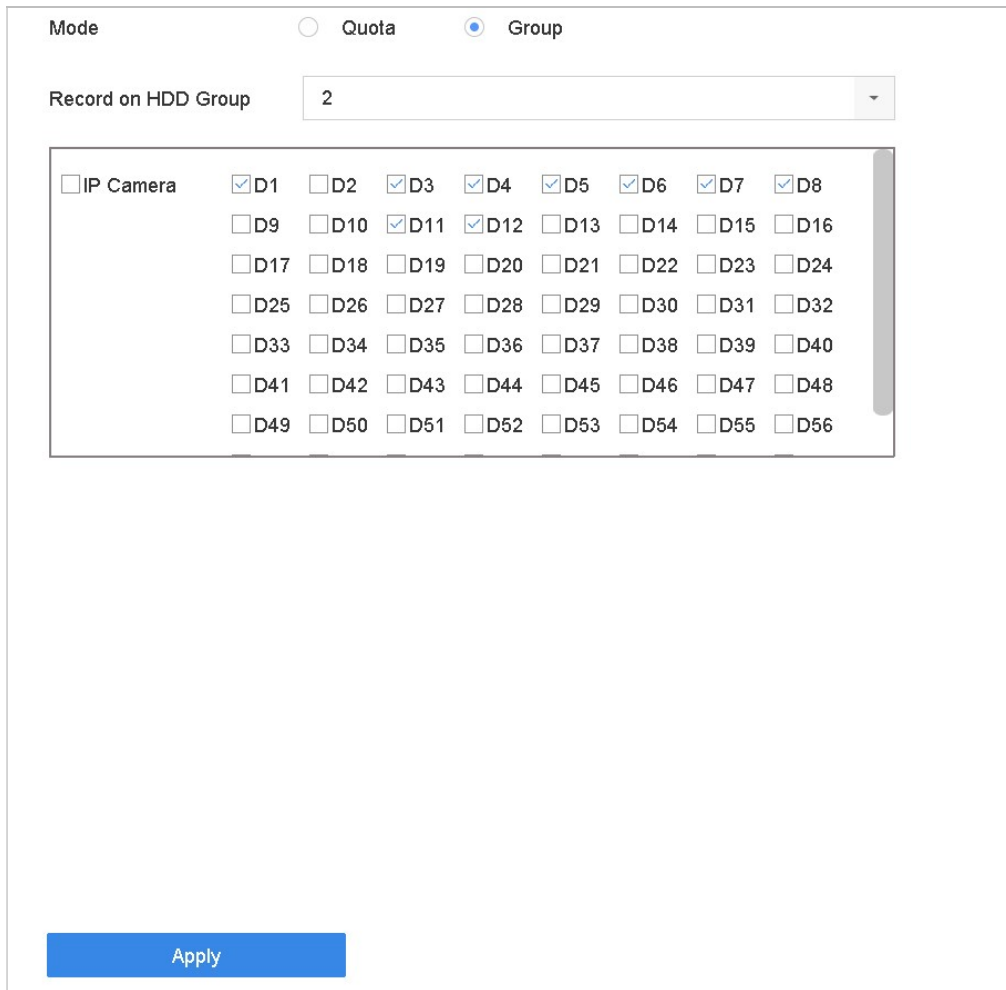 Mode Quota Group
Record on HDD Group 2
IP Camera D1 D2 D3 D4 D5 D6 D7 D8
D9 D10 D11 D12 D13 D14 D15 D16
D17 D18 D19 D20 D21 D22 D23 D24
D25 D26 D27 D28 D29 D30 D31 D32
D33 D34 D35 D36 D37 D38 D39 D40
D41 D42 D43 D44 D45 D46 D47 D48
D49 D50 D51 D52 D53 D54 D55 D56
Apply